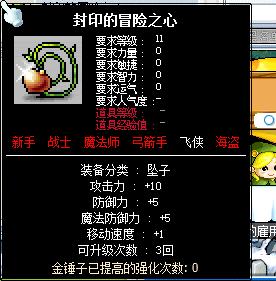 封印的冒险之心
要求等级： 11
要求力量： -
要求敏捷： -
要求智力： -
要求运气： -
要求人气度： -
道具等级： -
道具经验值： -
新手 战士 魔法师 弓箭手 飞侠 海盗
装备分类 : 坠子
攻击力 : +10
防御力 : +5
魔法防御力 : +5
移动速度 : +1
可升级次数 : 3回
金锤子已提高的强化次数: 0
的雇用